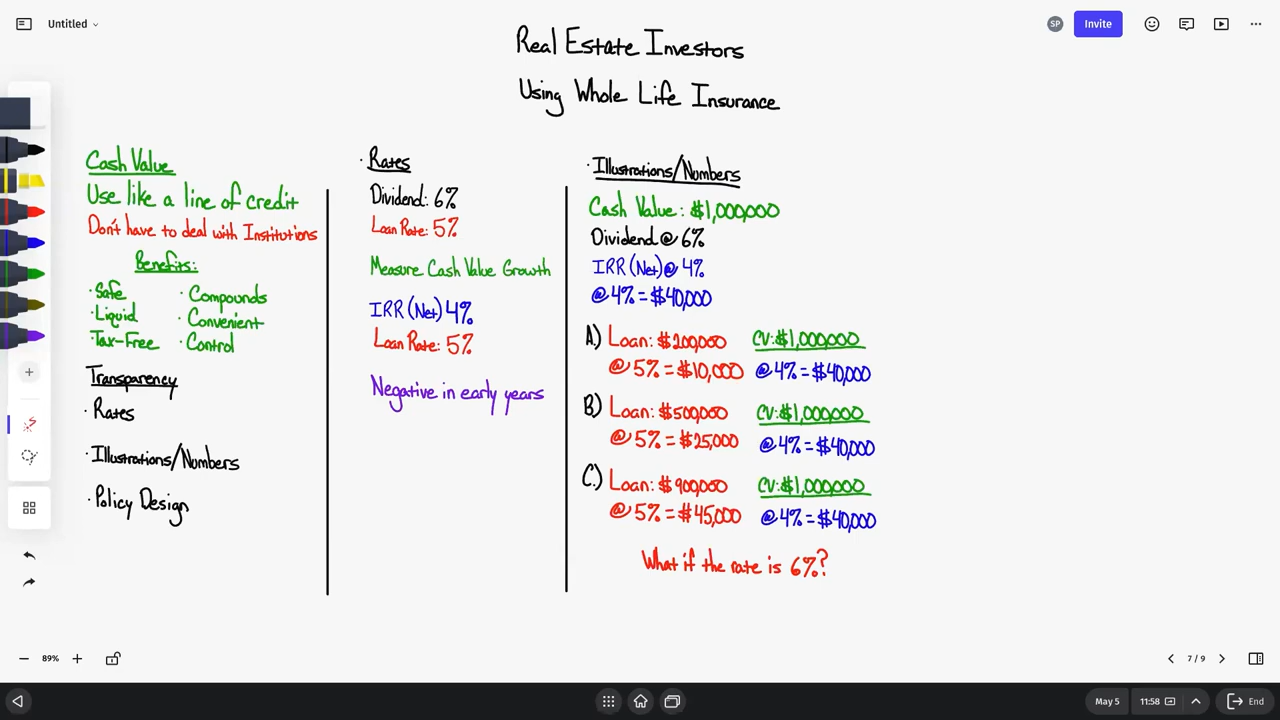 Untitled
SP
Invite
Real Estate Investors
Using Whole Life Insurance
Cash Value
Use like a line of credit
Don't have to deal with Institutions
Benefits:
· Safe
· Liquid
· Tax-Free
· Compounds
· Convenient
· Control
Transparency
· Rates
· Illustrations/Numbers
· Policy Design
· Rates
Dividend: 6%
Loan Rate: 5%
Measure Cash Value Growth
IRR (Net) 4%
Loan Rate: 5%
Negative in early years
· Illustrations/Numbers
Cash Value: $1,000,000
Dividend @ 6%
IRR (Net) @ 4%
@ 4% = $40,000
A) Loan: $200,000 CV: $1,000,000
@ 5% = $10,000 @ 4% = $40,000
B) Loan: $500,000 CV: $1,000,000
@ 5% = $25,000 @ 4% = $40,000
C.) Loan: $900,000 CV: $1,000,000
@ 5% = $45,000 @ 4% = $40,000
What if the rate is 6%?
89%
7 / 9
May 5
11:58
End